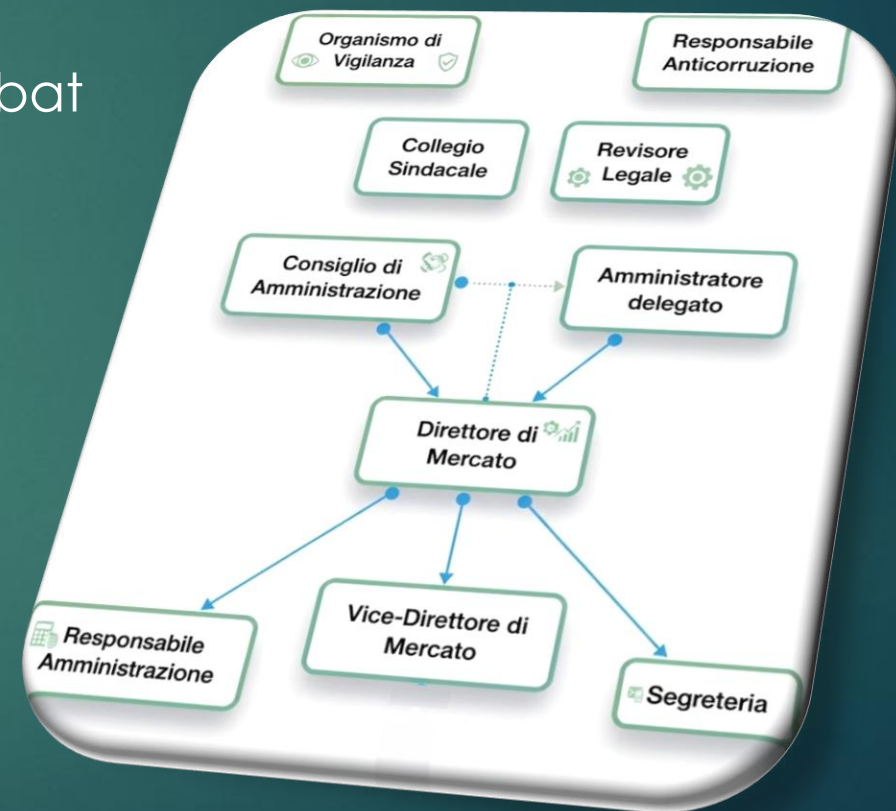 Organismo di
Vigilanza
Responsabile
Anticorruzione
Collegio
Sindacale
Revisore
Legale
Consiglio di
Amministrazione
Amministratore
delegato
Direttore di
Mercato
Responsabile
Amministrazione
Vice-Direttore di
Mercato
Segreteria